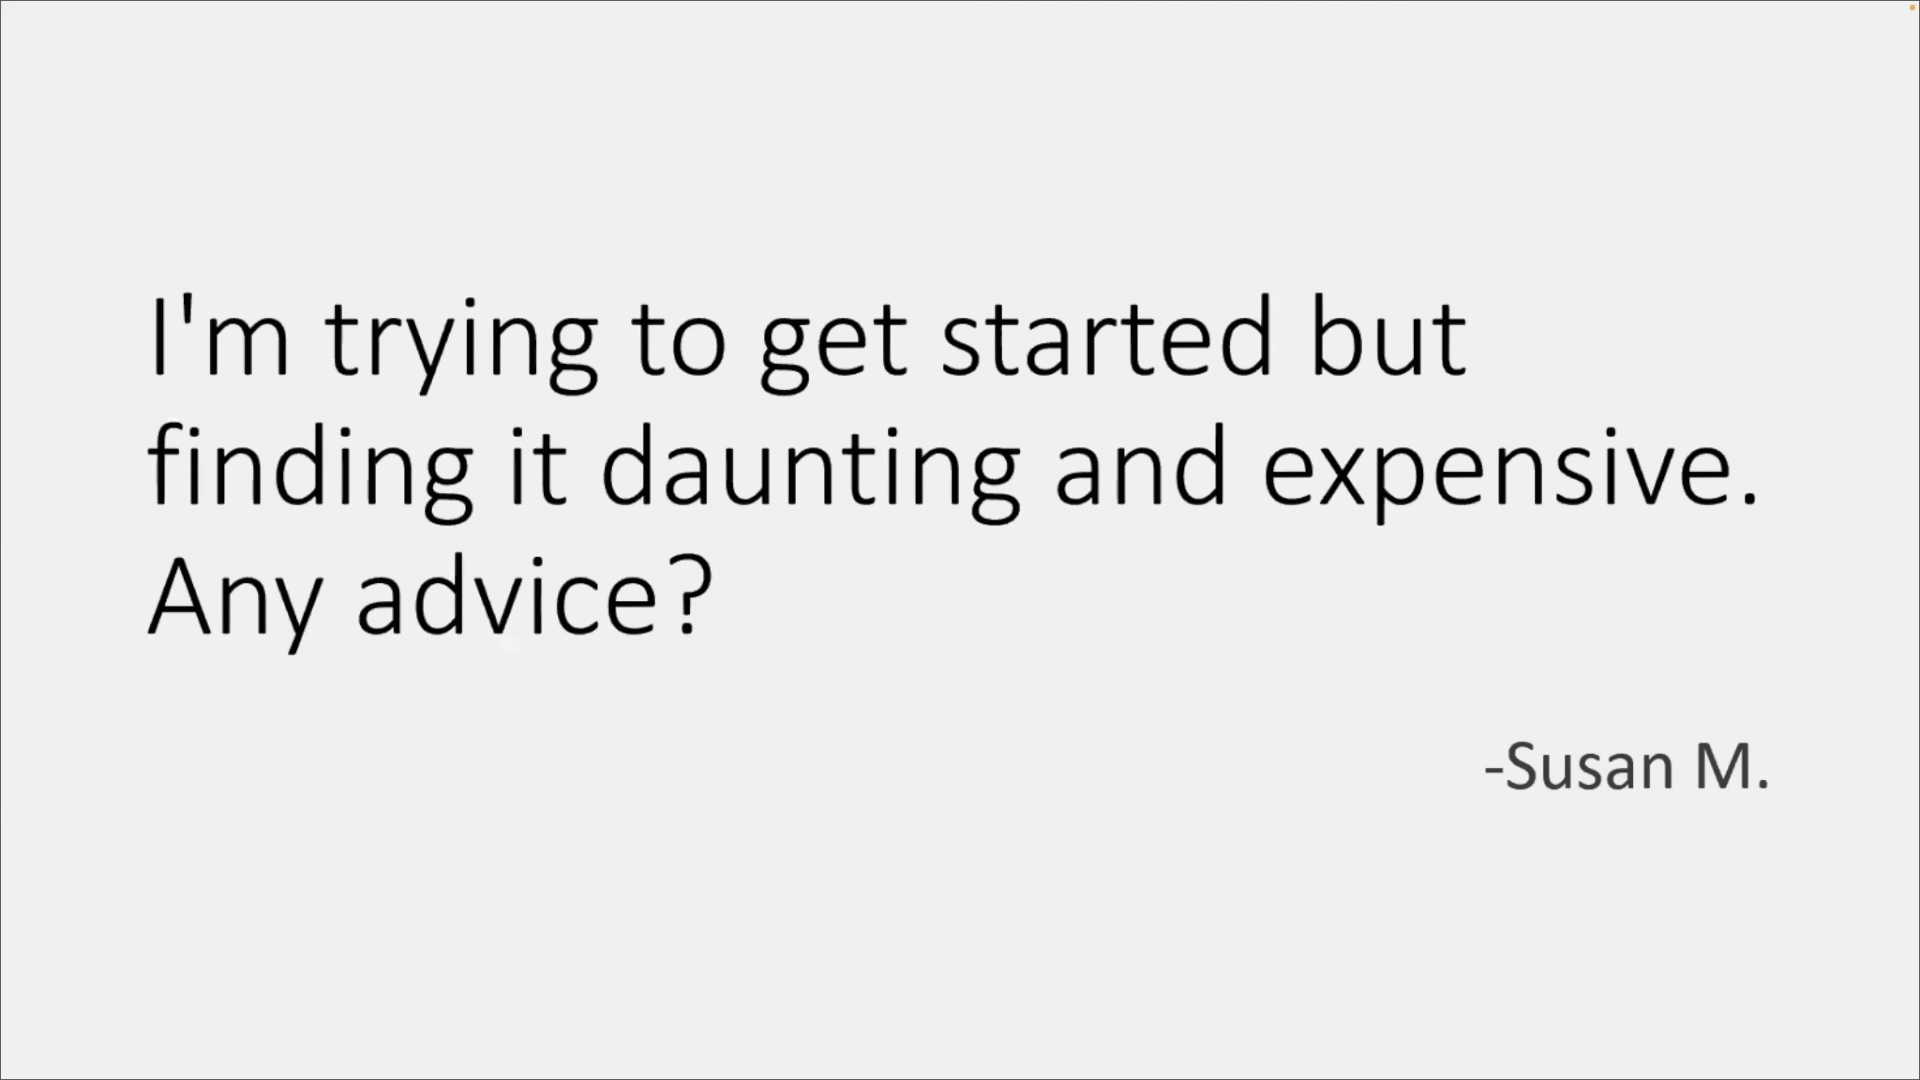 I'm trying to get started but
finding it daunting and expensive.
Any advice?
-Susan M.